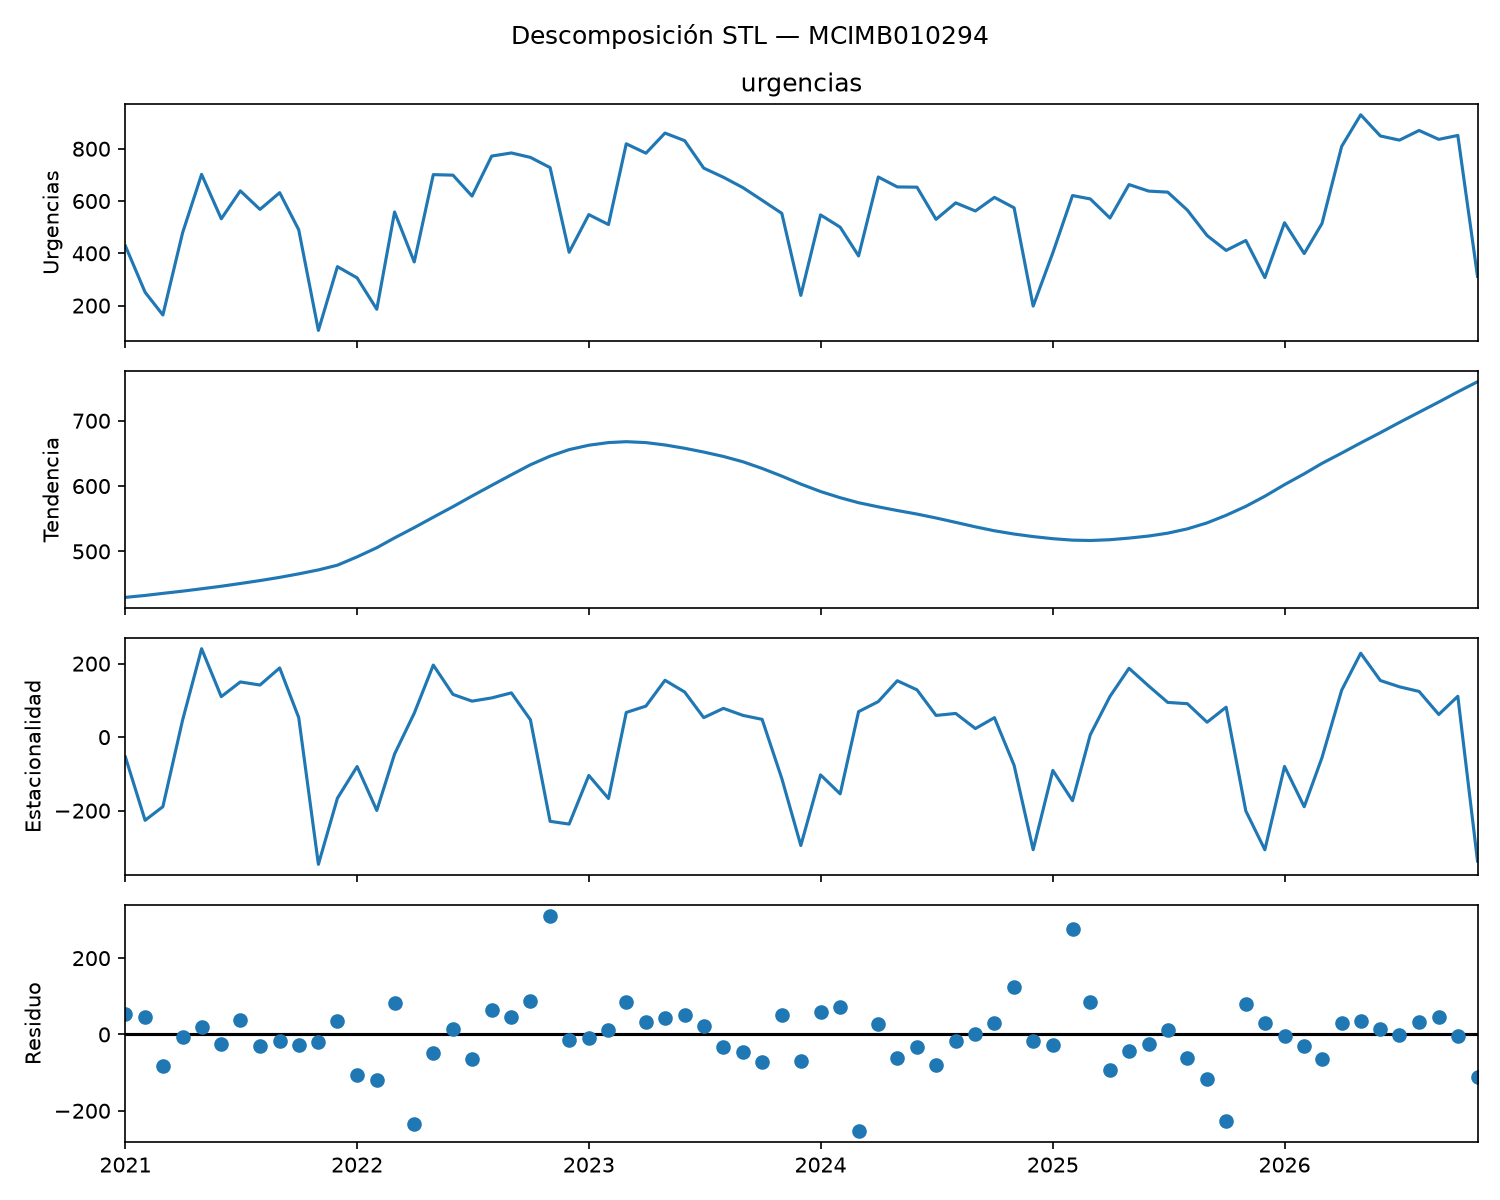 Descomposición STL — MCIMB010294
urgencias
Urgencias
800
600
400
200
Tendencia
700
600
500
Estacionalidad
200
0
−200
Residuo
200
0
−200
2021 2022 2023 2024 2025 2026